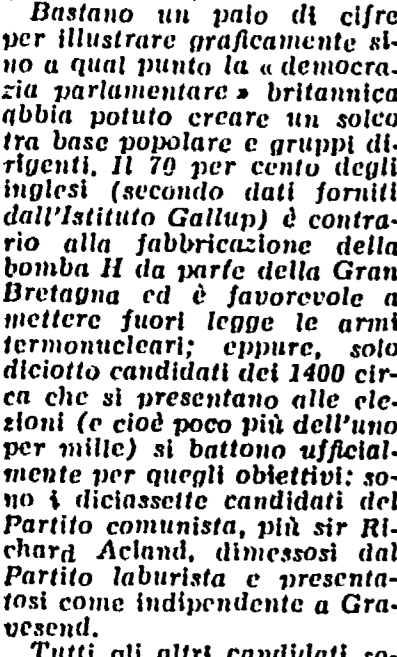 Bastano un paio di cifre
per illustrare graficamente si-
no a qual punto la « democra-
zia parlamentare » britannica
abbia potuto creare un solco
tra base popolare e gruppi di-
rigenti. Il 70 per cento degli
inglesi (secondo dati forniti
dall'Istituto Gallup) è contra-
rio alla fabbricazione della
bomba H da parte della Gran
Bretagna ed è favorevole a
mettere fuori legge le armi
termonucleari; eppure, solo
diciotto candidati dei 1400 cir-
ca che si presentano alle ele-
zioni (e cioè poco più dell'uno
per mille) si battono ufficial-
mente per quegli obiettivi: so-
no i diciassette candidati del
Partito comunista, più sir Ri-
chard Acland, dimessosi dal
Partito laburista e presenta-
tosi come indipendente a Gra-
vesend.
Tutti gli altri candidati so-